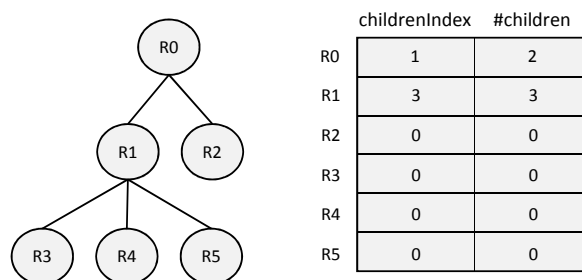 R0
R1 R2
R3 R4 R5
childrenIndex #children
R0 1 2
R1 3 3
R2 0 0
R3 0 0
R4 0 0
R5 0 0